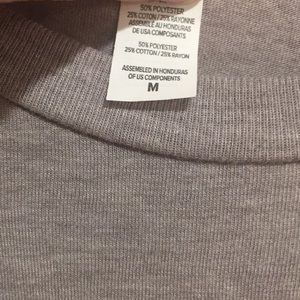 50% POLYESTER
25% COTON / 25% RAYONNE
ASSEMBLÉ AU HONDURAS
DE USA COMPOSANTS
50% POLYESTER
25% COTTON / 25% RAYON
ASSEMBLED IN HONDURAS
OF US COMPONENTS
M